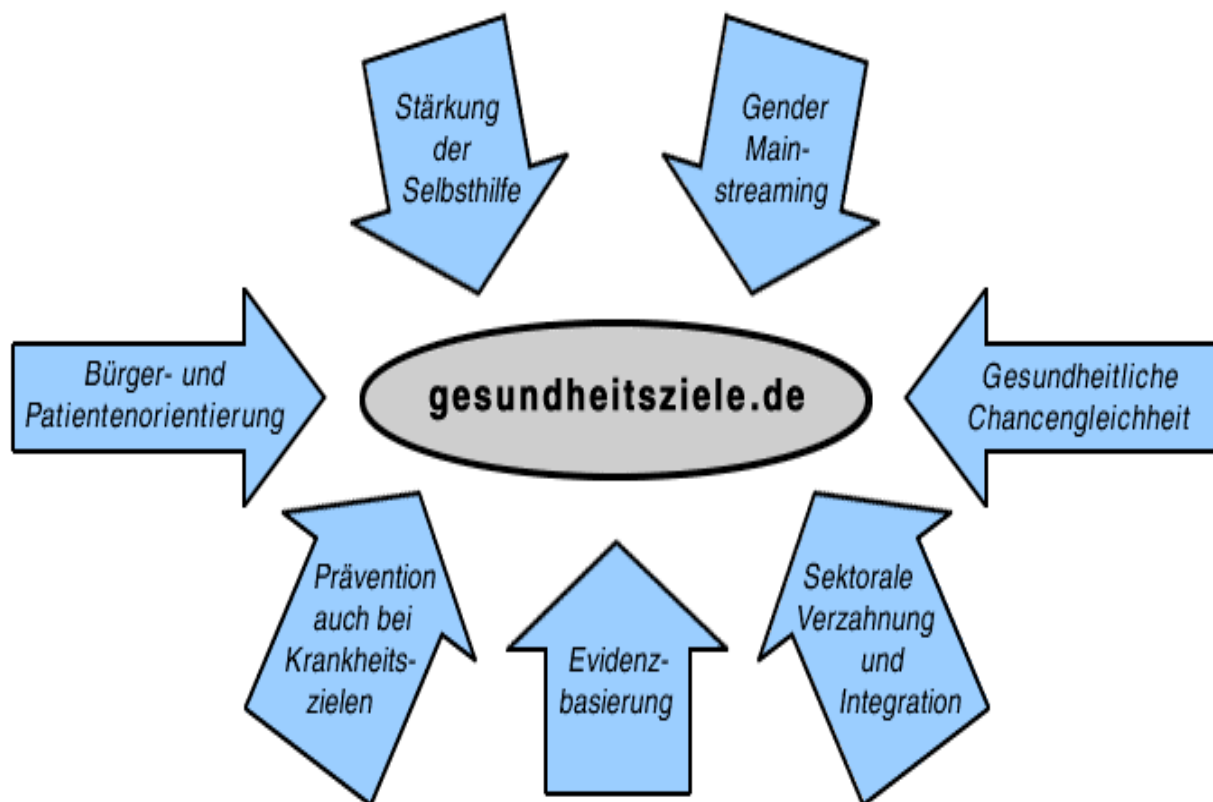 Stärkung
der
Selbsthilfe
Gender
Main-
streaming
Bürger- und
Patientenorientierung
gesundheitsziele.de
Gesundheitliche
Chancengleichheit
Prävention
auch bei
Krankheits-
zielen
Evidenz-
basierung
Sektorale
Verzahnung
und
Integration